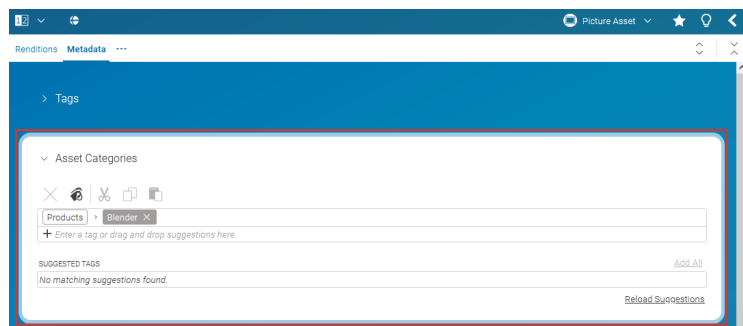 12
Picture Asset
Renditions Metadata ...
Tags
Asset Categories
Products › Blender ×
+ Enter a tag or drag and drop suggestions here.
SUGGESTED TAGS Add All
No matching suggestions found.
Reload Suggestions